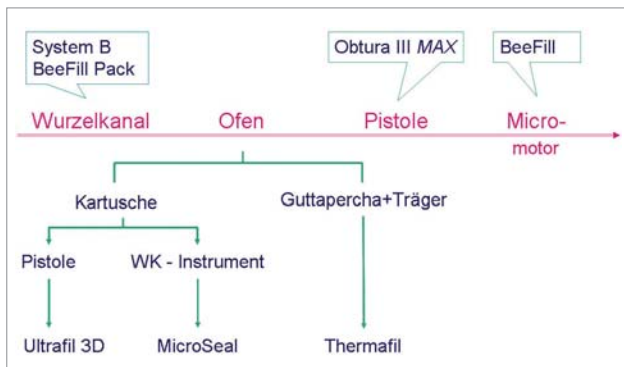 System B
BeeFill Pack
Obtura III MAX
BeeFill
Wurzelkanal
Ofen
Pistole
Micro-
motor
Kartusche
Guttapercha+Träger
Pistole
WK - Instrument
Ultrafil 3D
MicroSeal
Thermafil